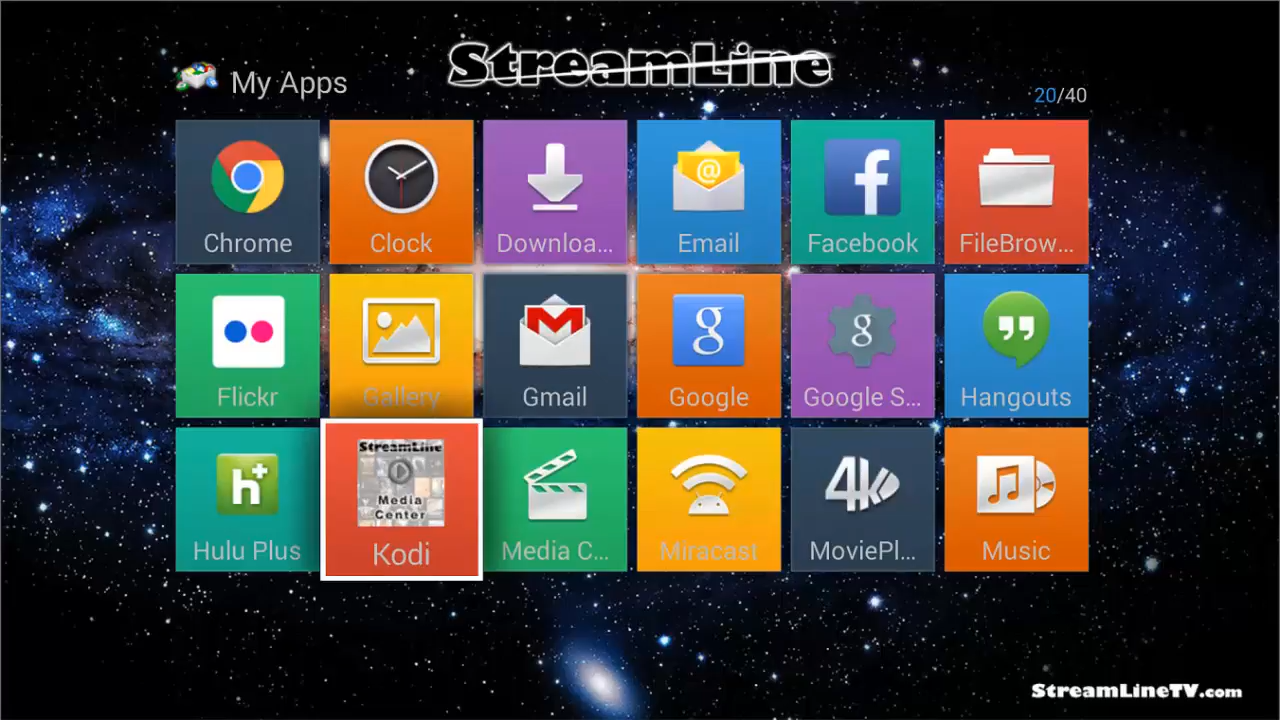 StreamLine
My Apps
20/40
Chrome
Clock
Downloa...
@
Email
f
Facebook
FileBrow...
Flickr
Gallery
M
Gmail
g
Google
g
Google S...
Hangouts
h+
Hulu Plus
StreamLine
Media
Center
Kodi
Media C...
Miracast
4K
MoviePl...
Music
StreamLineTV.com